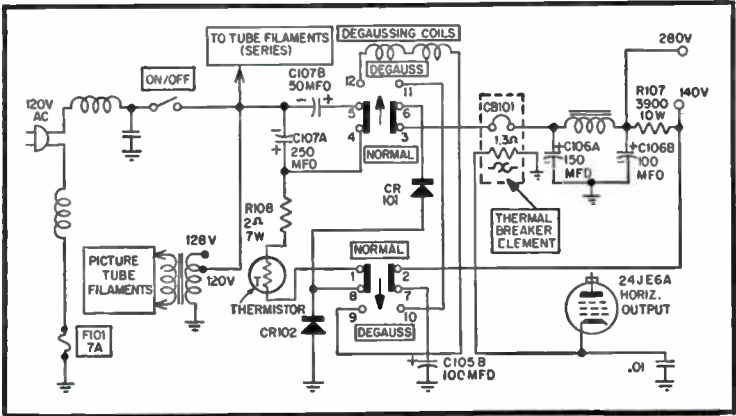 TO TUBE FILAMENTS
(SERIES)
DEGAUSSING COILS
280V
ON/OFF
C107B
50MFD
- +
12
DEGAUSS
11
120V
AC
5
6
4
3
CB101
R107
3900
10W
140V
-
+
C107A
250
MFD
NORMAL
1.3Ω
+
C106A
150
MFD
+
C106B
100
MFD
CR
101
R108
2Ω
7W
THERMAL
BREAKER
ELEMENT
128V
NORMAL
PICTURE
TUBE
FILAMENTS
120V
T
THERMISTOR
1
2
8
7
9
10
24JE6A
HORIZ.
OUTPUT
F101
7A
CR102
DEGAUSS
+
C105B
100MFD
.01